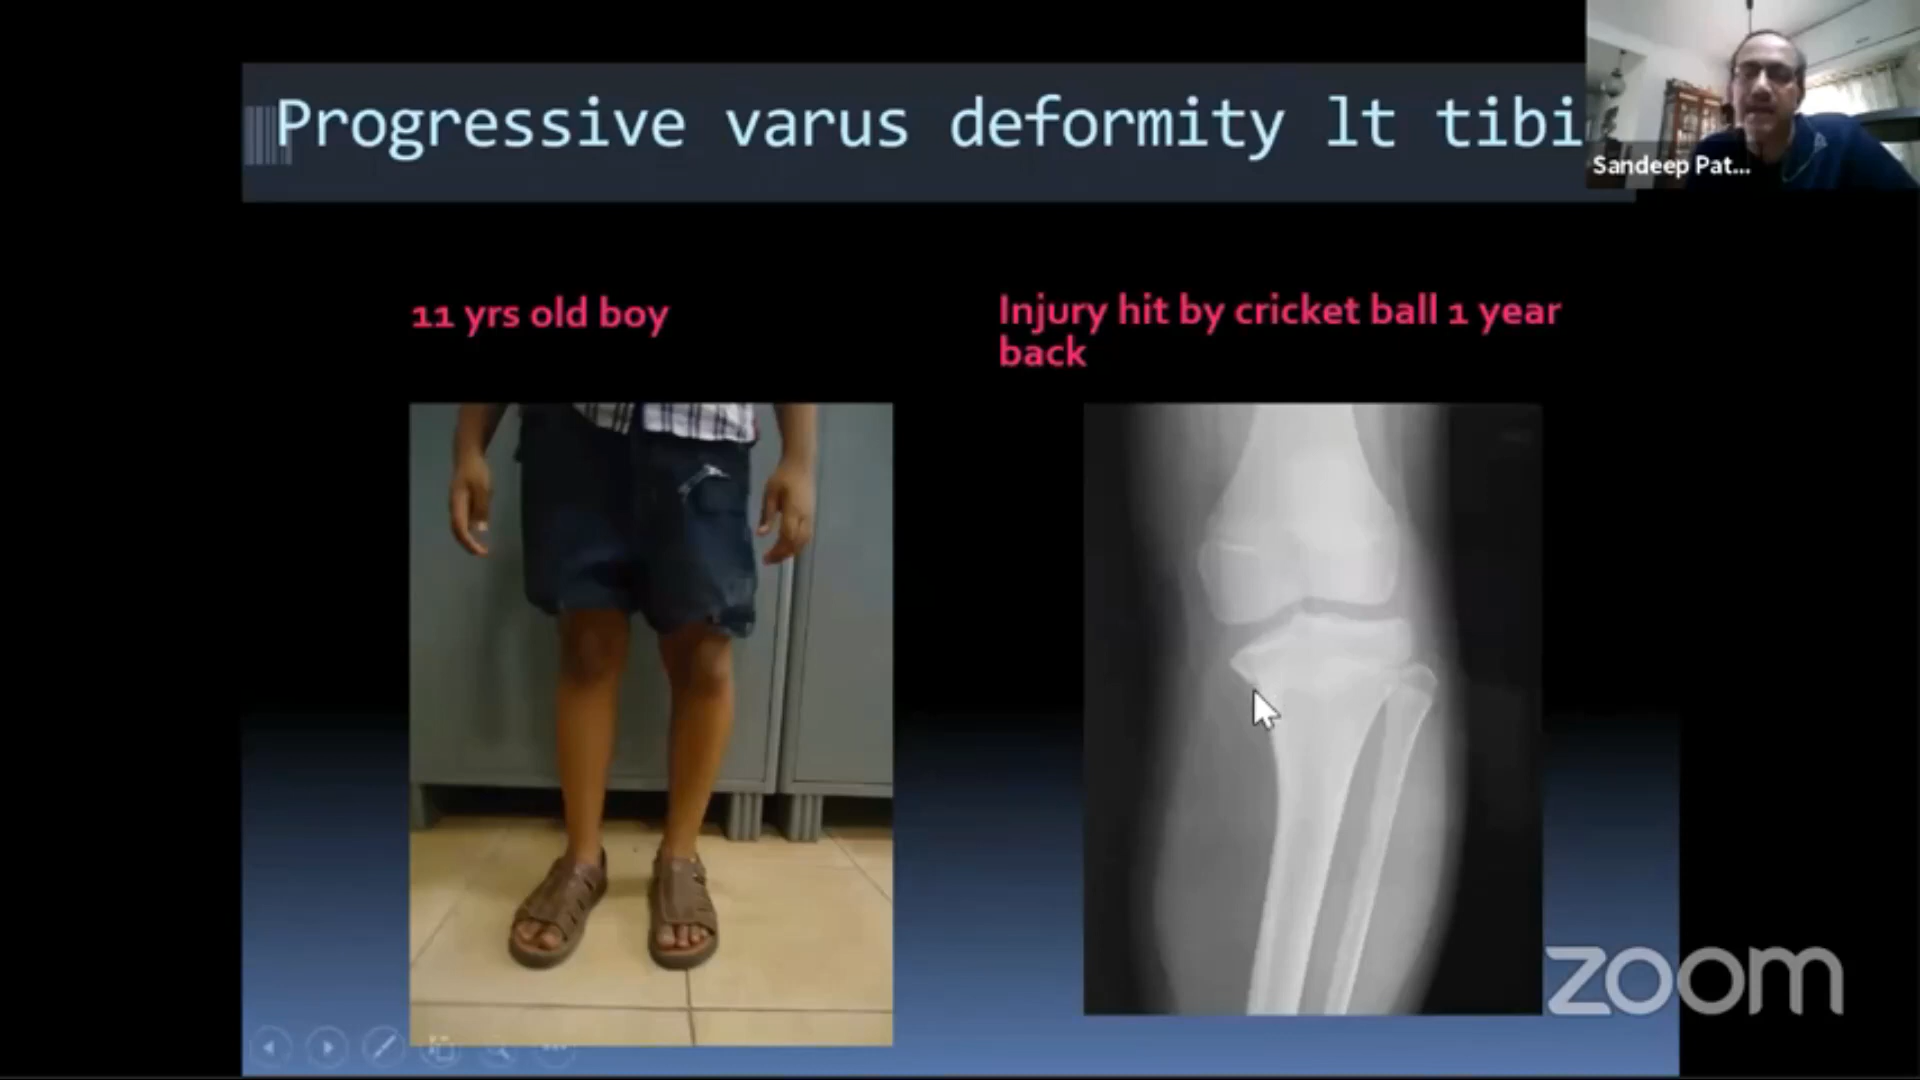 Progressive varus deformity lt tibi
Sandeep Pat...
11 yrs old boy
Injury hit by cricket ball 1 year
back
zoom